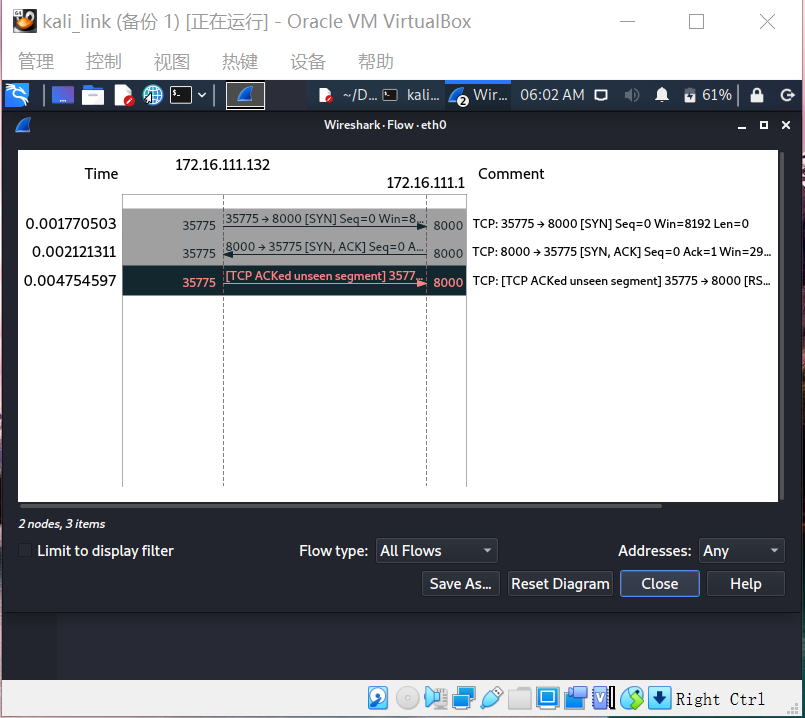 kali_link (备份 1) [正在运行] - Oracle VM VirtualBox
管理 控制 视图 热键 设备 帮助
~/D... kali... Wir... 06:02 AM 61%
Wireshark · Flow · eth0
Time 172.16.111.132 172.16.111.1 Comment
0.001770503 35775 35775 → 8000 [SYN] Seq=0 Win=8... 8000 TCP: 35775 → 8000 [SYN] Seq=0 Win=8192 Len=0
0.002121311 35775 8000 → 35775 [SYN, ACK] Seq=0 A... 8000 TCP: 8000 → 35775 [SYN, ACK] Seq=0 Ack=1 Win=29...
0.004754597 35775 [TCP ACKed unseen segment] 3577... 8000 TCP: [TCP ACKed unseen segment] 35775 → 8000 [RS...
2 nodes, 3 items
Limit to display filter Flow type: All Flows Addresses: Any
Save As... Reset Diagram Close Help
Right Ctrl